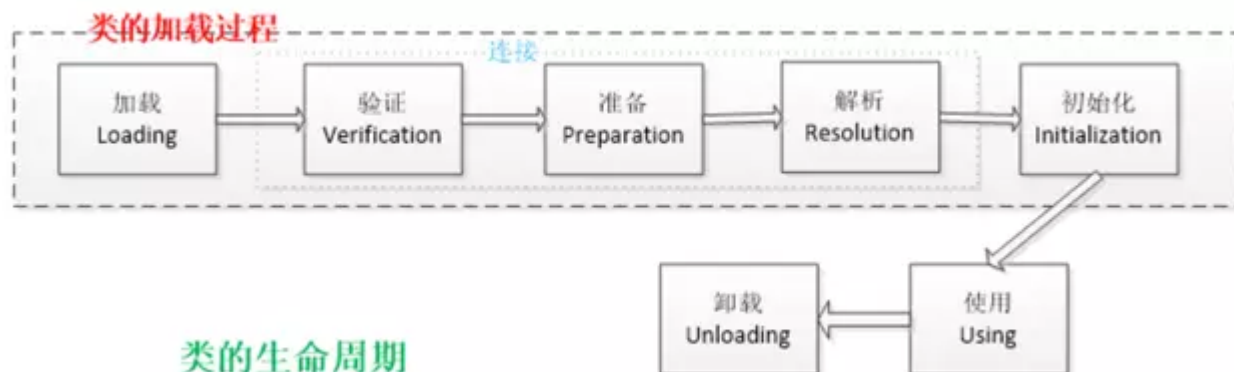 类的加载过程
连接
加载
Loading
验证
Verification
准备
Preparation
解析
Resolution
初始化
Initialization
卸载
Unloading
使用
Using
类的生命周期